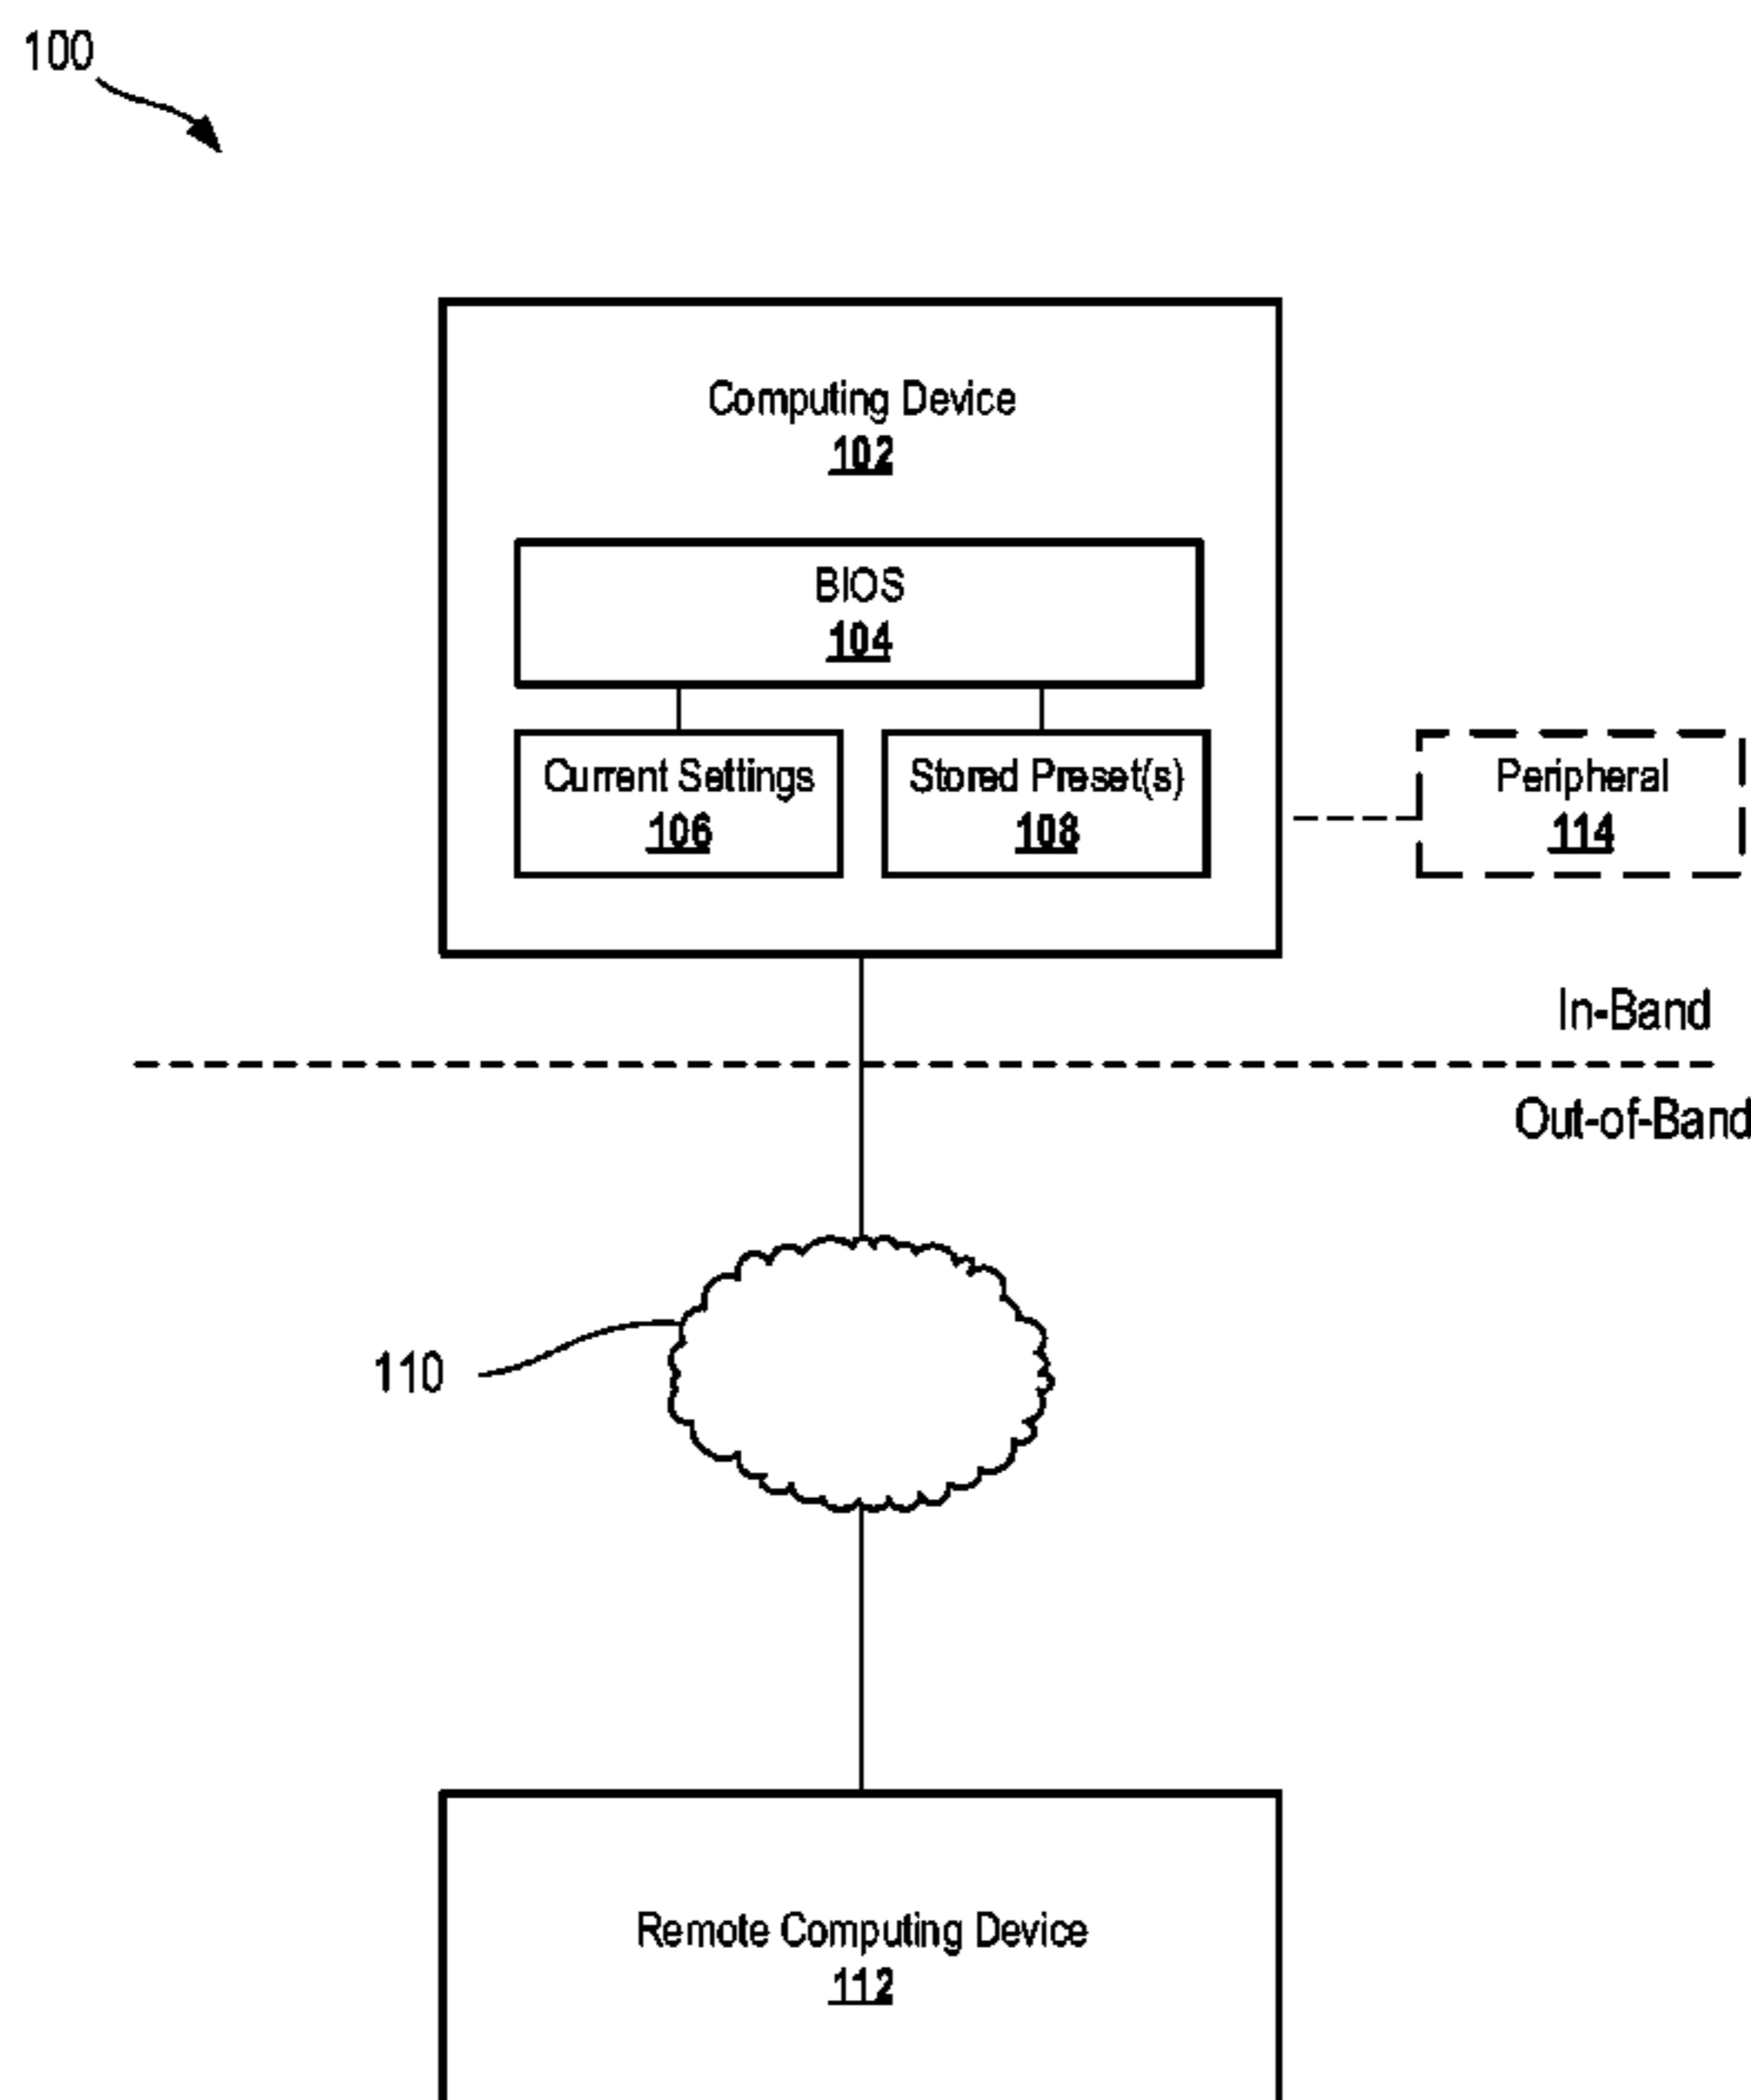 100
Computing Device
102
BIOS
104
Current Settings
106
Stored Preset(s)
108
Peripheral
114
In-Band
Out-of-Band
110
Remote Computing Device
112